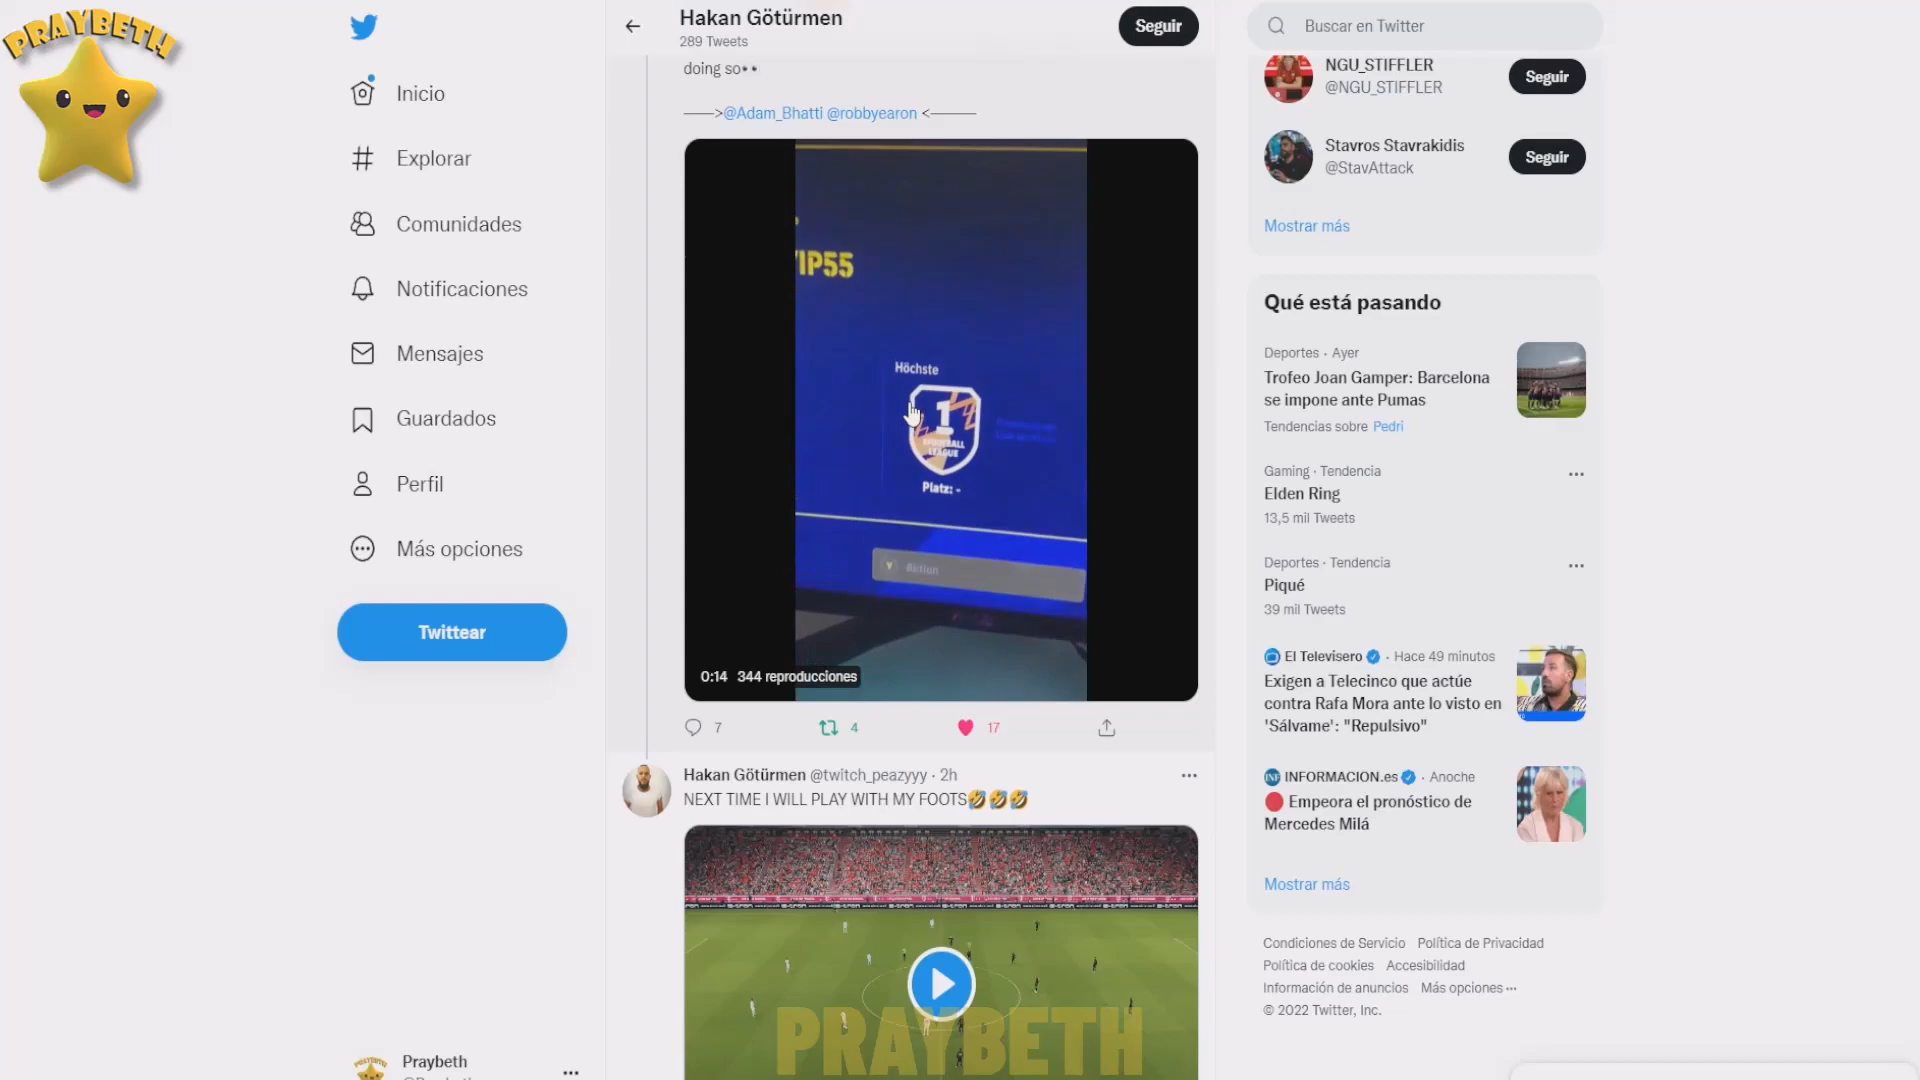 PRAYBETH
Inicio
Explorar
Comunidades
Notificaciones
Mensajes
Guardados
Perfil
Más opciones
Twittear
Praybeth
Hakan Götürmen
289 Tweets
Seguir
doing so👀
——>@Adam_Bhatti @robbyearon <———
IP55
Höchste
1
LEAGUE
Platz: -
Y Aktion
0:14 344 reproducciones
7 4 17
Hakan Götürmen @twitch_peazyyy · 2h
NEXT TIME I WILL PLAY WITH MY FOOTS🤣🤣🤣
PRAYBETH
Buscar en Twitter
NGU_STIFFLER
@NGU_STIFFLER
Seguir
Stavros Stavrakidis
@StavAttack
Seguir
Mostrar más
Qué está pasando
Deportes · Ayer
Trofeo Joan Gamper: Barcelona
se impone ante Pumas
Tendencias sobre Pedri
Gaming · Tendencia
Elden Ring
13,5 mil Tweets
Deportes · Tendencia
Piqué
39 mil Tweets
El Televisero · Hace 49 minutos
Exigen a Telecinco que actúe
contra Rafa Mora ante lo visto en
'Sálvame': "Repulsivo"
INFORMACION.es · Anoche
🔴 Empeora el pronóstico de
Mercedes Milá
Mostrar más
Condiciones de Servicio Política de Privacidad
Política de cookies Accesibilidad
Información de anuncios Más opciones ···
© 2022 Twitter, Inc.